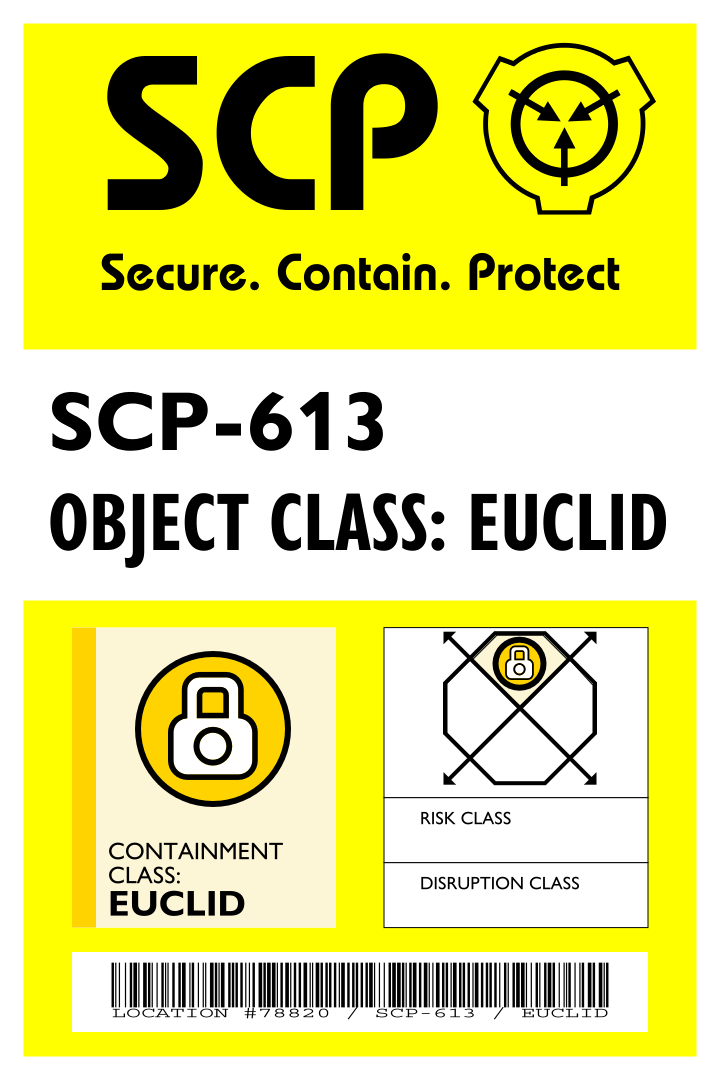 SCP
Secure. Contain. Protect
SCP-613
OBJECT CLASS: EUCLID
CONTAINMENT
CLASS:
EUCLID
RISK CLASS
DISRUPTION CLASS
LOCATION #78820 / SCP-613 / EUCLID